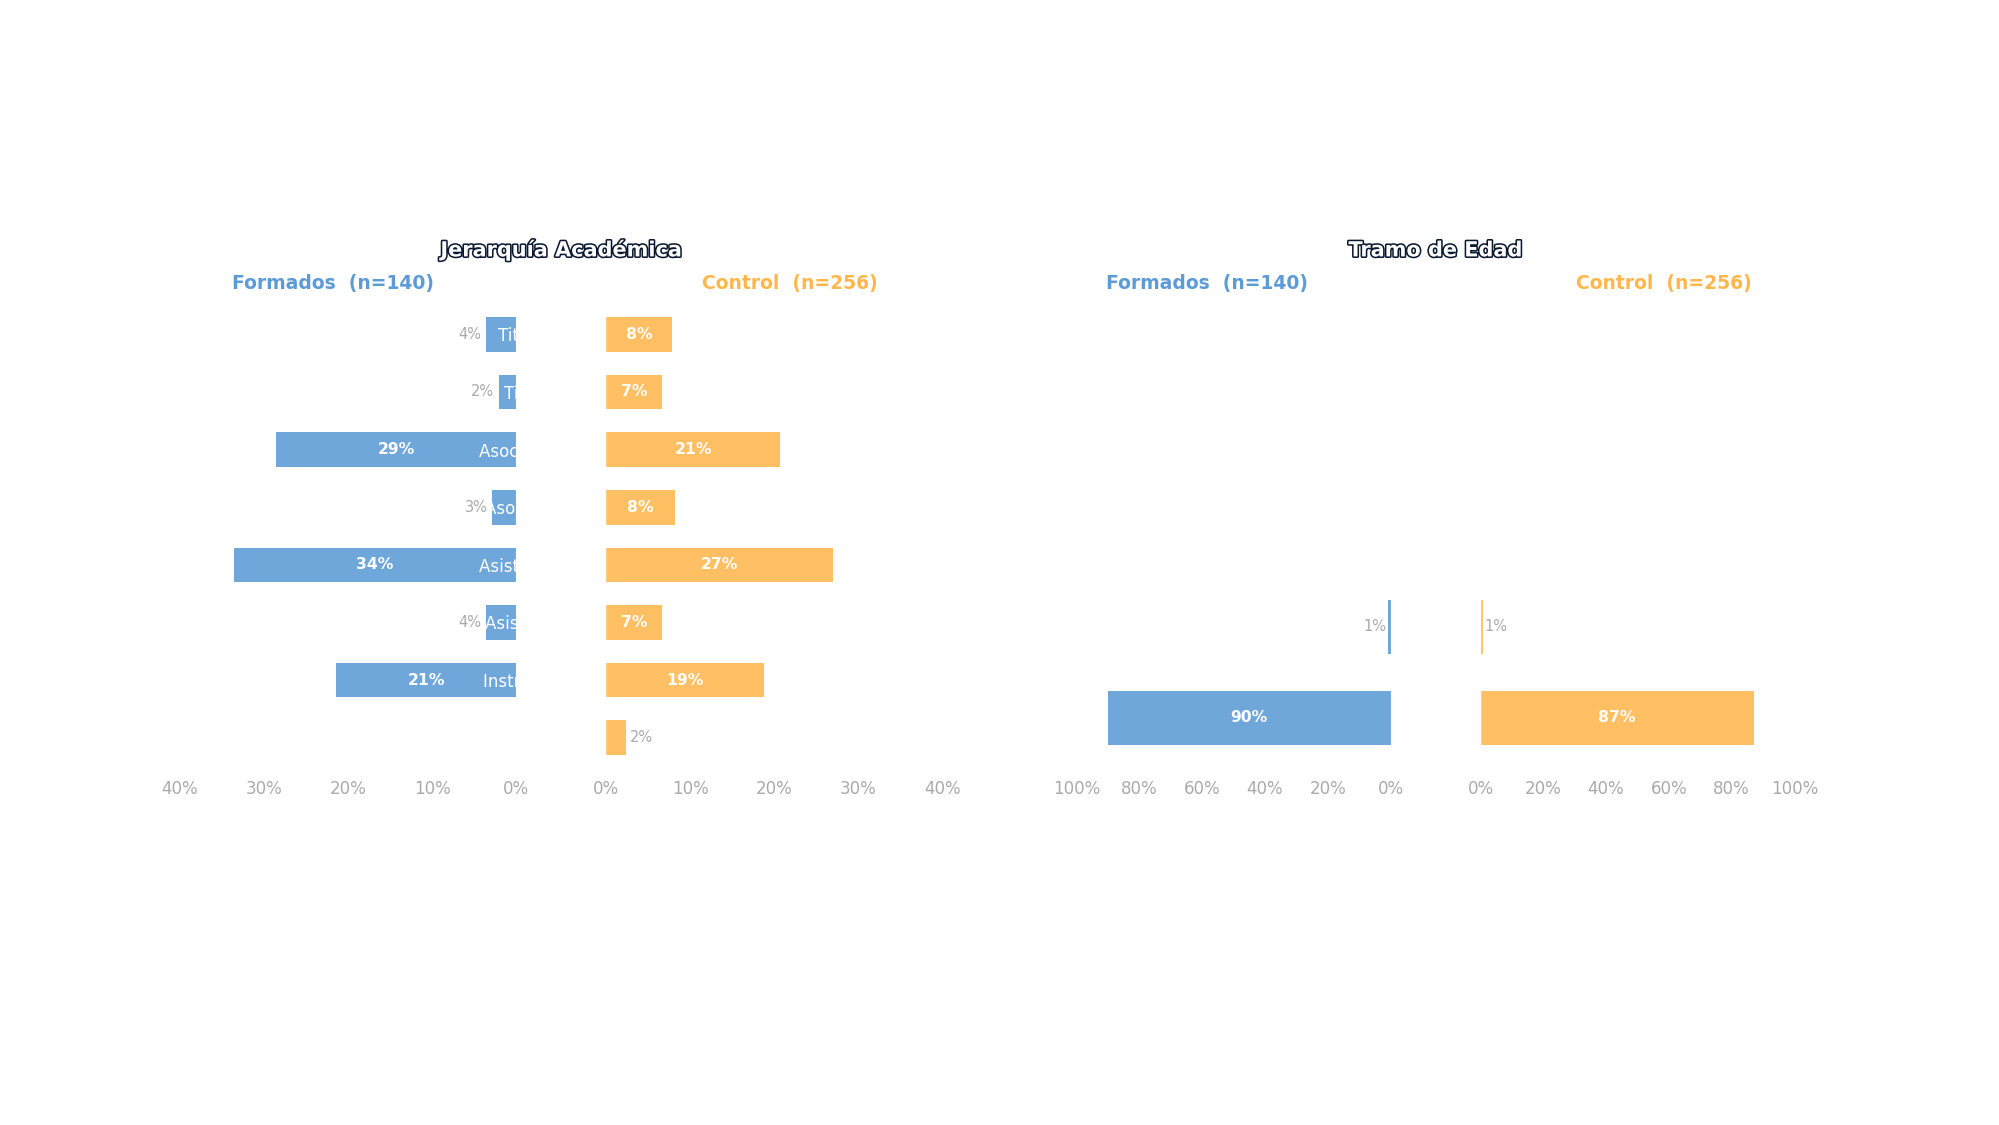 Jerarquía Académica
Formados (n=140) Control (n=256)
4% 8%
2% 7%
29% 21%
3% 8%
34% 27%
4% 7%
21% 19%
2%
40% 30% 20% 10% 0% 0% 10% 20% 30% 40%
Tramo de Edad
Formados (n=140) Control (n=256)
1% 1%
90% 87%
100% 80% 60% 40% 20% 0% 0% 20% 40% 60% 80% 100%